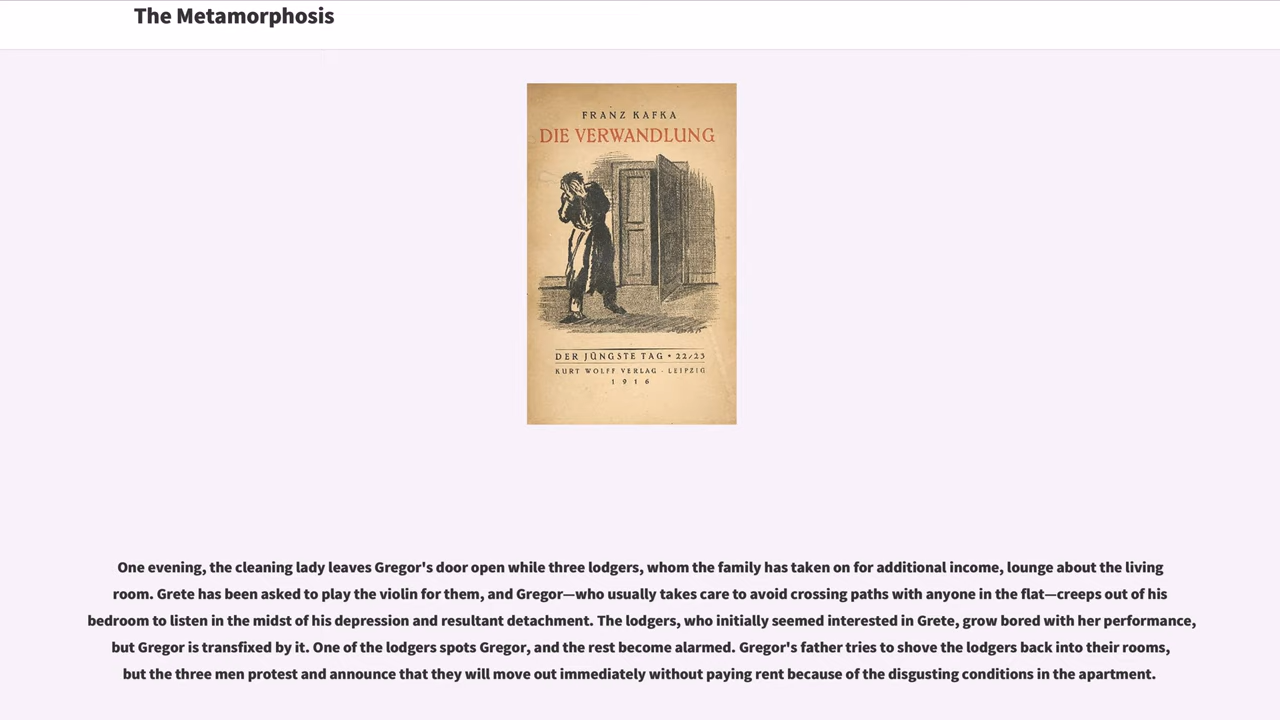 The Metamorphosis
FRANZ KAFKA
DIE VERWANDLUNG
DER JÜNGSTE TAG • 22/23
KURT WOLFF VERLAG · LEIPZIG
1916
One evening, the cleaning lady leaves Gregor's door open while three lodgers, whom the family has taken on for additional income, lounge about the living
room. Grete has been asked to play the violin for them, and Gregor—who usually takes care to avoid crossing paths with anyone in the flat—creeps out of his
bedroom to listen in the midst of his depression and resultant detachment. The lodgers, who initially seemed interested in Grete, grow bored with her performance,
but Gregor is transfixed by it. One of the lodgers spots Gregor, and the rest become alarmed. Gregor's father tries to shove the lodgers back into their rooms,
but the three men protest and announce that they will move out immediately without paying rent because of the disgusting conditions in the apartment.